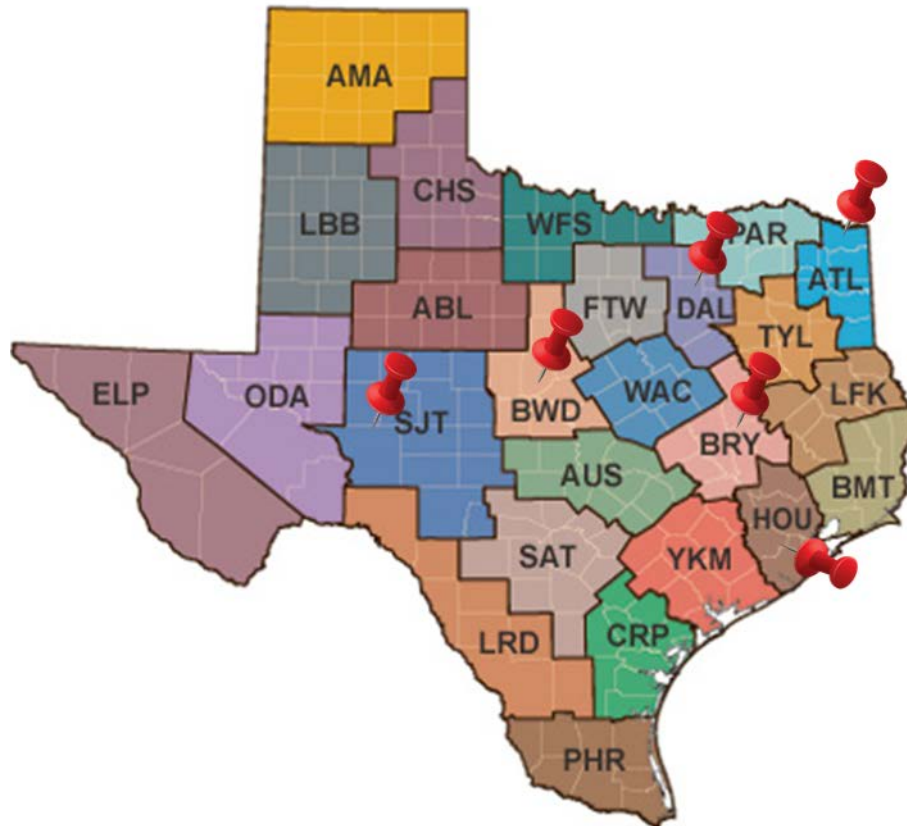 AMA
CHS
LBB
WFS
PAR
ATL
ABL
FTW
DAL
TYL
ELP
ODA
SJT
BWD
WAC
LFK
BRY
AUS
BMT
HOU
SAT
YKM
LRD
CRP
PHR